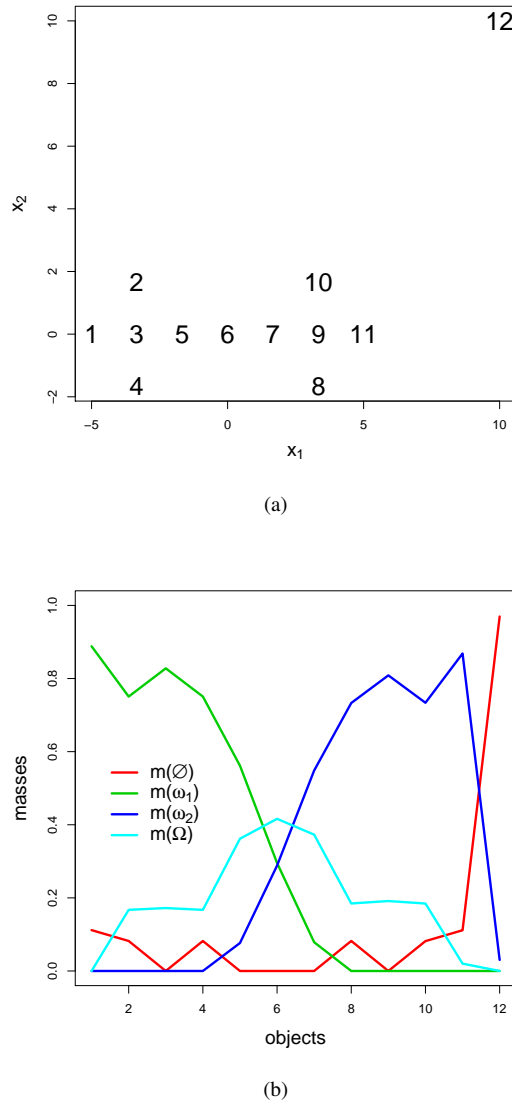 12
10
8
6
x₂
4
2
2 10
0
1 3 5 6 7 9 11
4 8
−2
−5 0 5 10
x₁
(a)
1.0
0.8
masses
0.6
m(∅)
m(ω₁)
m(ω₂)
m(Ω)
0.4
0.2
0.0
2 4 6 8 10 12
objects
(b)